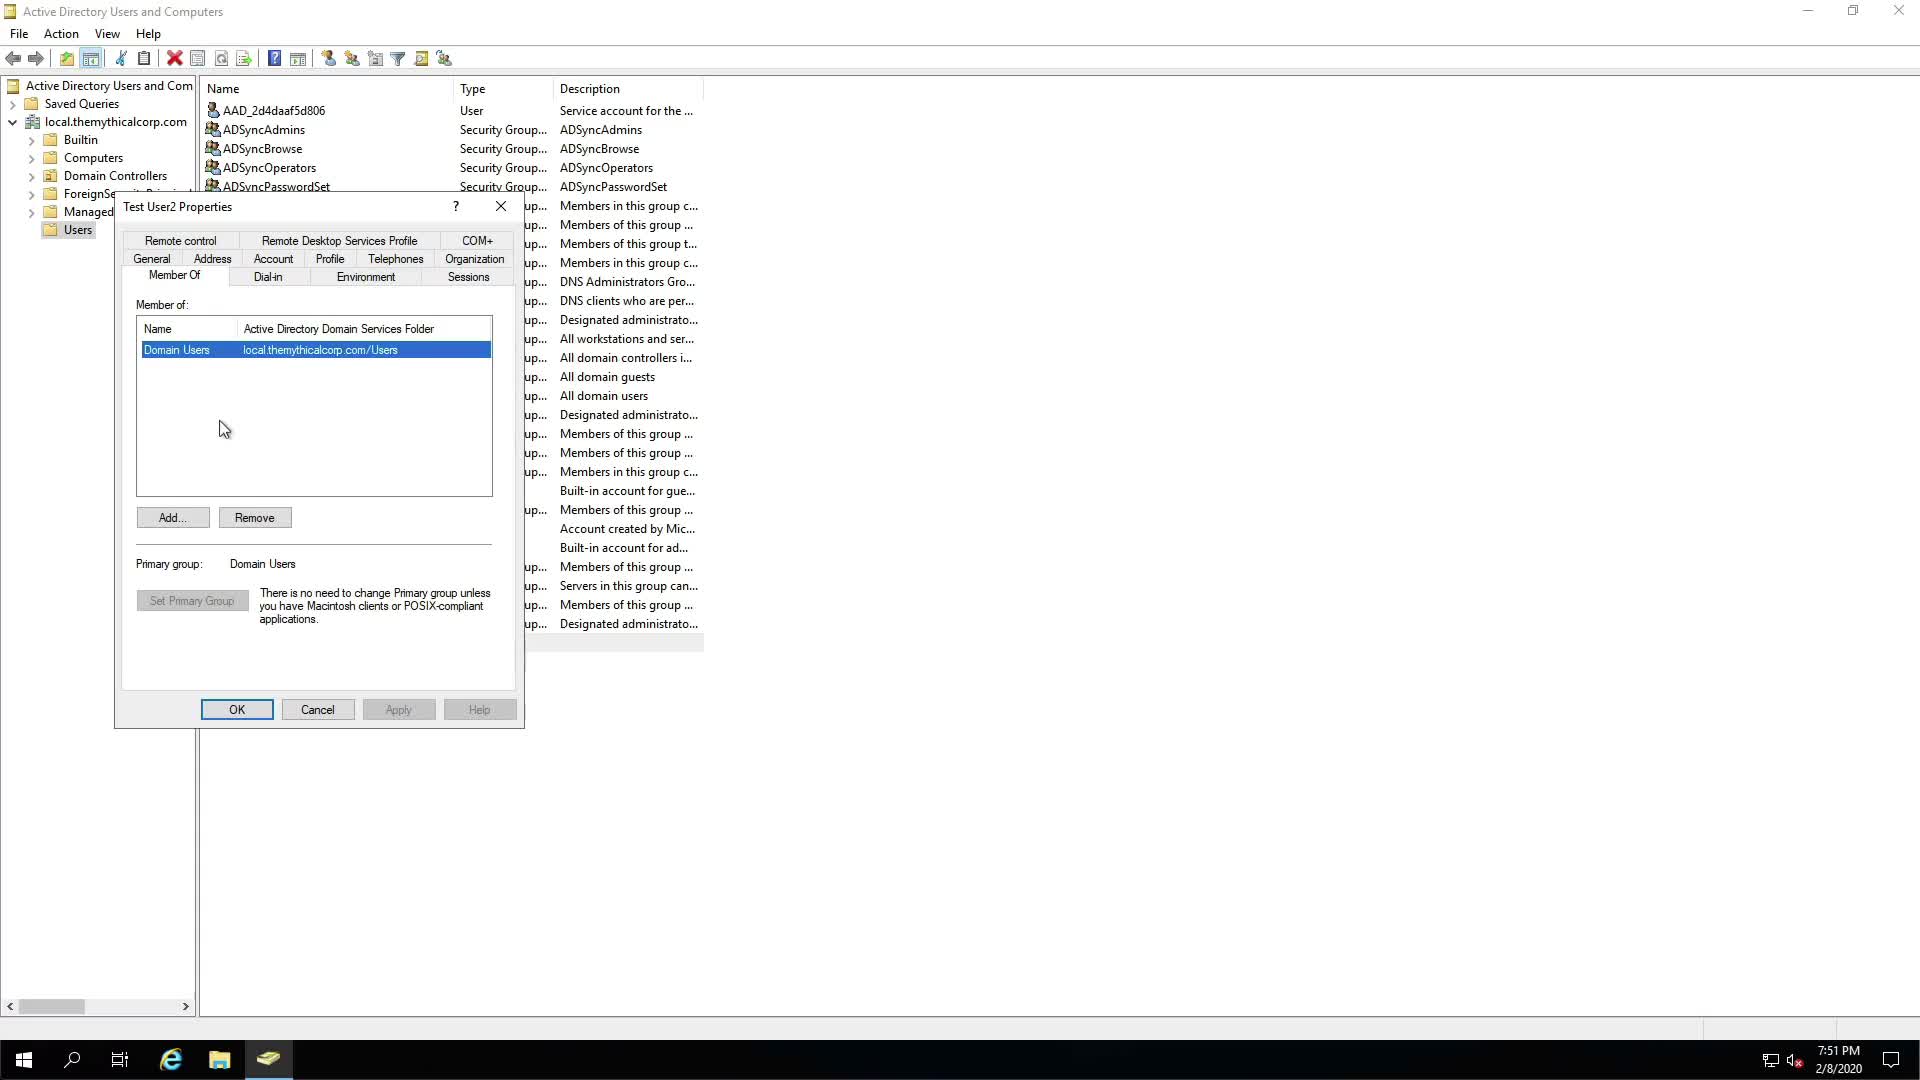 Active Directory Users and Computers
File Action View Help
Active Directory Users and Com
Saved Queries
local.themythicalcorp.com
Builtin
Computers
Domain Controllers
ForeignSecurityPrincipal
Managed
Users
Name Type Description
AAD_2d4daaf5d806 User Service account for the ...
ADSyncAdmins Security Group... ADSyncAdmins
ADSyncBrowse Security Group... ADSyncBrowse
ADSyncOperators Security Group... ADSyncOperators
ADSyncPasswordSet Security Group... ADSyncPasswordSet
up... Members in this group c...
up... Members of this group ...
up... Members of this group t...
up... Members in this group c...
up... DNS Administrators Gro...
up... DNS clients who are per...
up... Designated administrato...
up... All workstations and ser...
up... All domain controllers i...
up... All domain guests
up... All domain users
up... Designated administrato...
up... Members of this group ...
up... Members of this group ...
up... Members in this group c...
Built-in account for gue...
up... Members of this group ...
Account created by Mic...
Built-in account for ad...
up... Members of this group ...
up... Servers in this group can...
up... Members of this group ...
up... Designated administrato...
Test User2 Properties ?
Remote control Remote Desktop Services Profile COM+
General Address Account Profile Telephones Organization
Member Of Dial-in Environment Sessions
Member of:
Name Active Directory Domain Services Folder
Domain Users local.themythicalcorp.com/Users
Add... Remove
Primary group: Domain Users
Set Primary Group
There is no need to change Primary group unless
you have Macintosh clients or POSIX-compliant
applications.
OK Cancel Apply Help
7:51 PM
2/8/2020